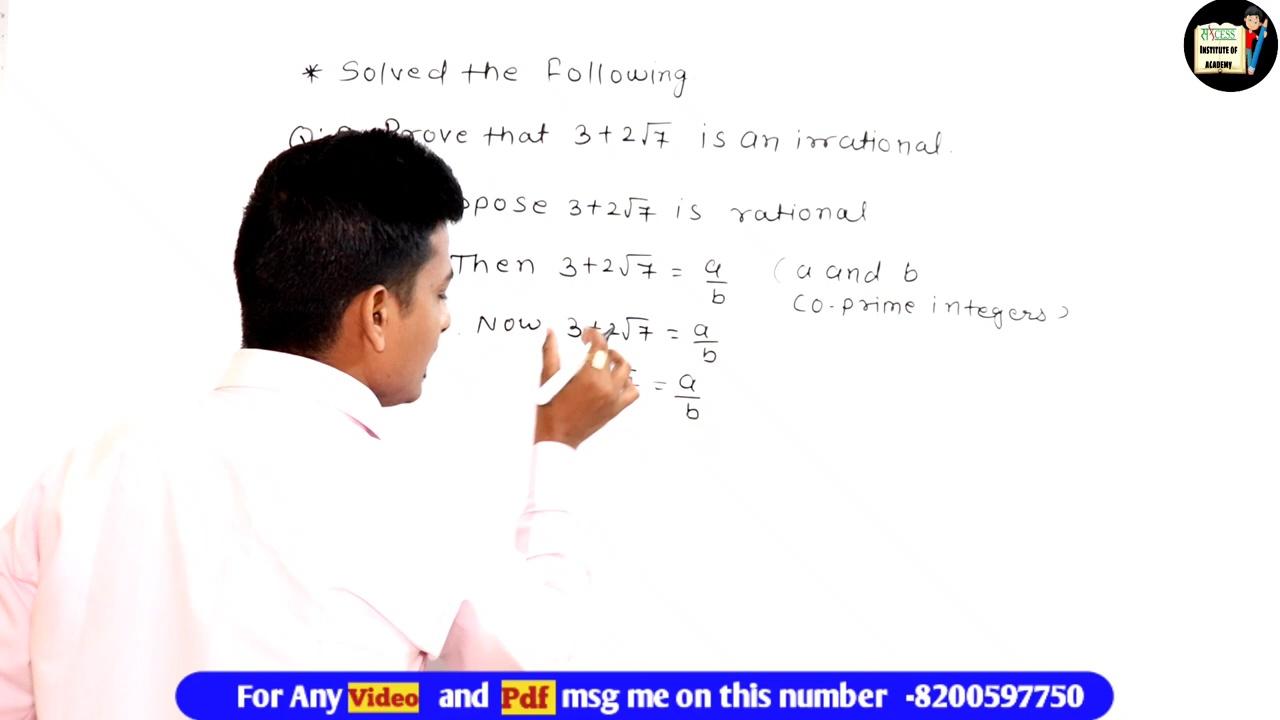 सક્સESS
INSTITUTE OF
ACADEMY
* Solved the Following
Prove that 3+2√7 is an irrational.
3+2√7 is rational
Then 3+2√7 = a/b (a and b
Co-prime integers)
Now 3+2√7 = a/b
= a/b
For Any Video and Pdf msg me on this number -8200597750